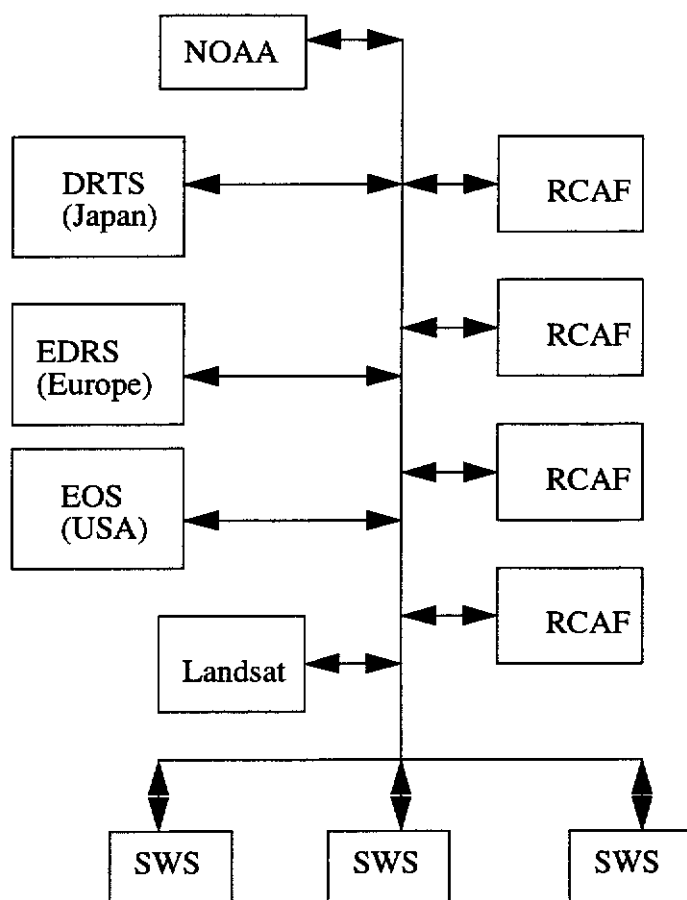 NOAA
DRTS
(Japan)
RCAF
EDRS
(Europe)
RCAF
EOS
(USA)
RCAF
RCAF
Landsat
SWS
SWS
SWS